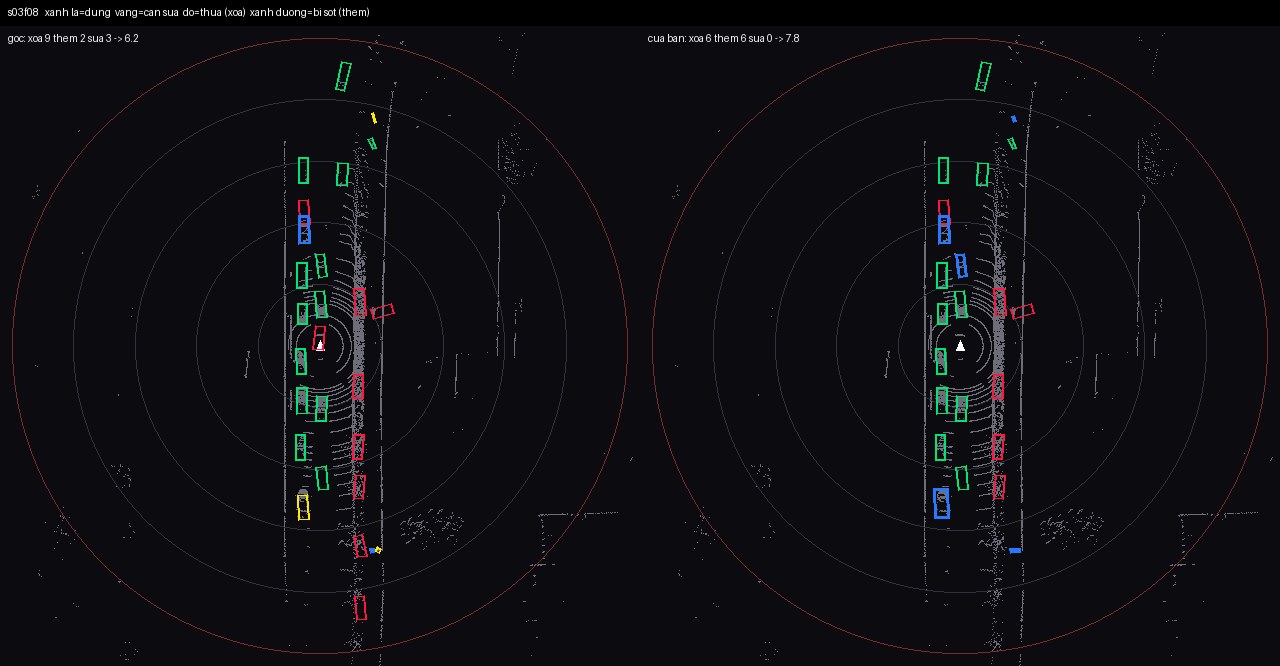 s03f08 xanh la=dung vang=can sua do=thua (xoa) xanh duong=bi sot (them)
goc: xoa 9 them 2 sua 3 -> 6.2
cua ban: xoa 6 them 6 sua 0 -> 7.8